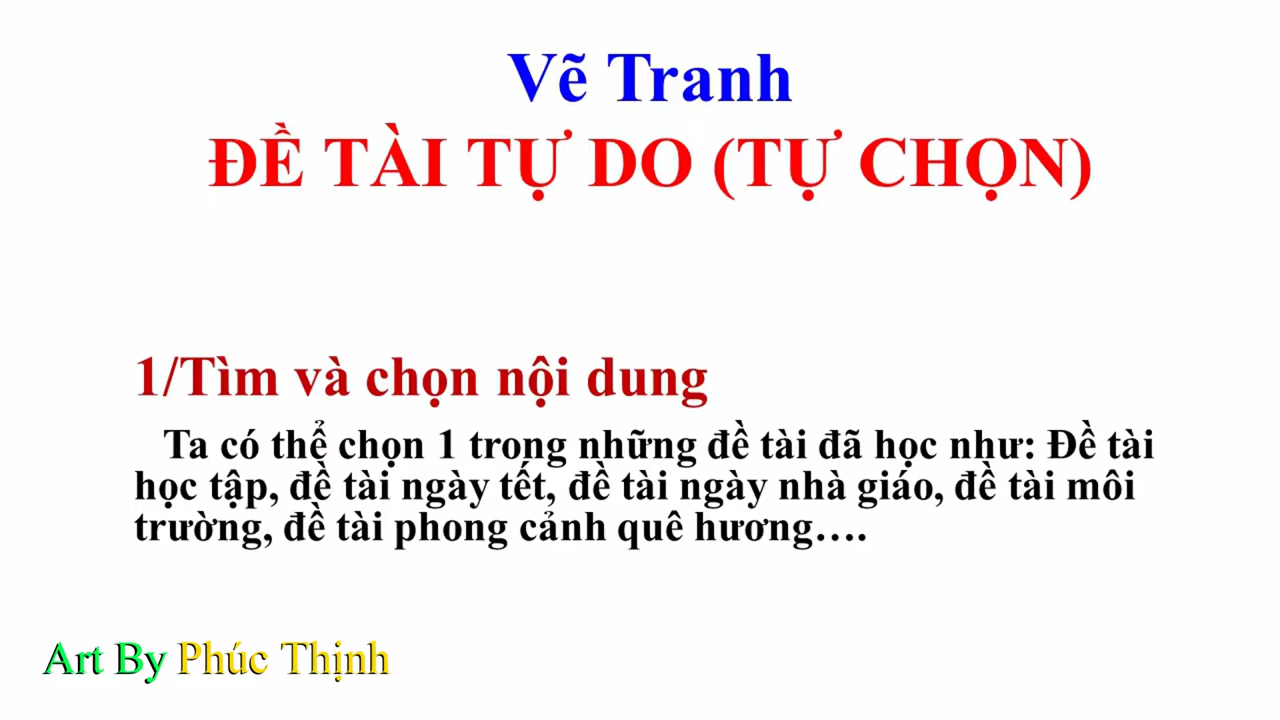 Vẽ Tranh
ĐỀ TÀI TỰ DO (TỰ CHỌN)
1/Tìm và chọn nội dung
Ta có thể chọn 1 trong những đề tài đã học như: Đề tài
học tập, đề tài ngày tết, đề tài ngày nhà giáo, đề tài môi
trường, đề tài phong cảnh quê hương….
Art By Phúc Thịnh